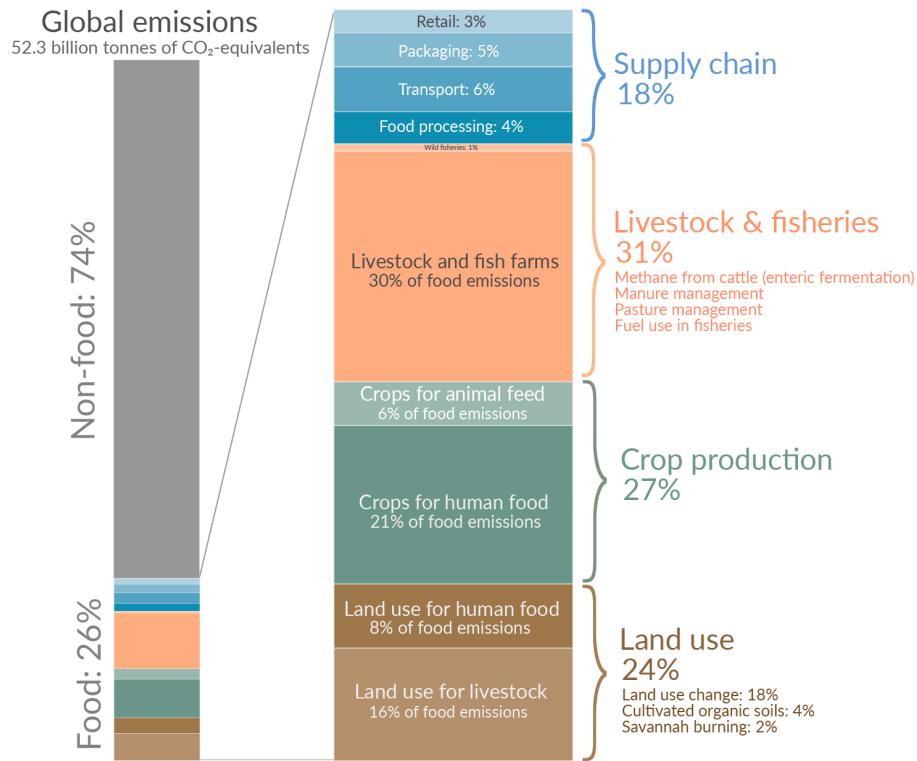 Global emissions
52.3 billion tonnes of CO₂-equivalents
Non-food: 74%
Food: 26%
Retail: 3%
Packaging: 5%
Transport: 6%
Food processing: 4%
Wild fisheries: 1%
Livestock and fish farms
30% of food emissions
Crops for animal feed
6% of food emissions
Crops for human food
21% of food emissions
Land use for human food
8% of food emissions
Land use for livestock
16% of food emissions
Supply chain
18%
Livestock & fisheries
31%
Methane from cattle (enteric fermentation)
Manure management
Pasture management
Fuel use in fisheries
Crop production
27%
Land use
24%
Land use change: 18%
Cultivated organic soils: 4%
Savannah burning: 2%